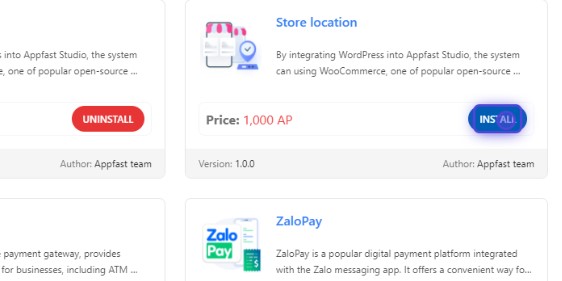 Store location
into Appfast Studio, the system
By integrating WordPress into Appfast Studio, the system
, one of popular open-source ...
can using WooCommerce, one of popular open-source ...
UNINSTALL
Price: 1,000 AP
INSTALL
Author: Appfast team
Version: 1.0.0
Author: Appfast team
Zalo
Pay
$
ZaloPay
payment gateway, provides
ZaloPay is a popular digital payment platform integrated
for businesses, including ATM ...
with the Zalo messaging app. It offers a convenient way fo...